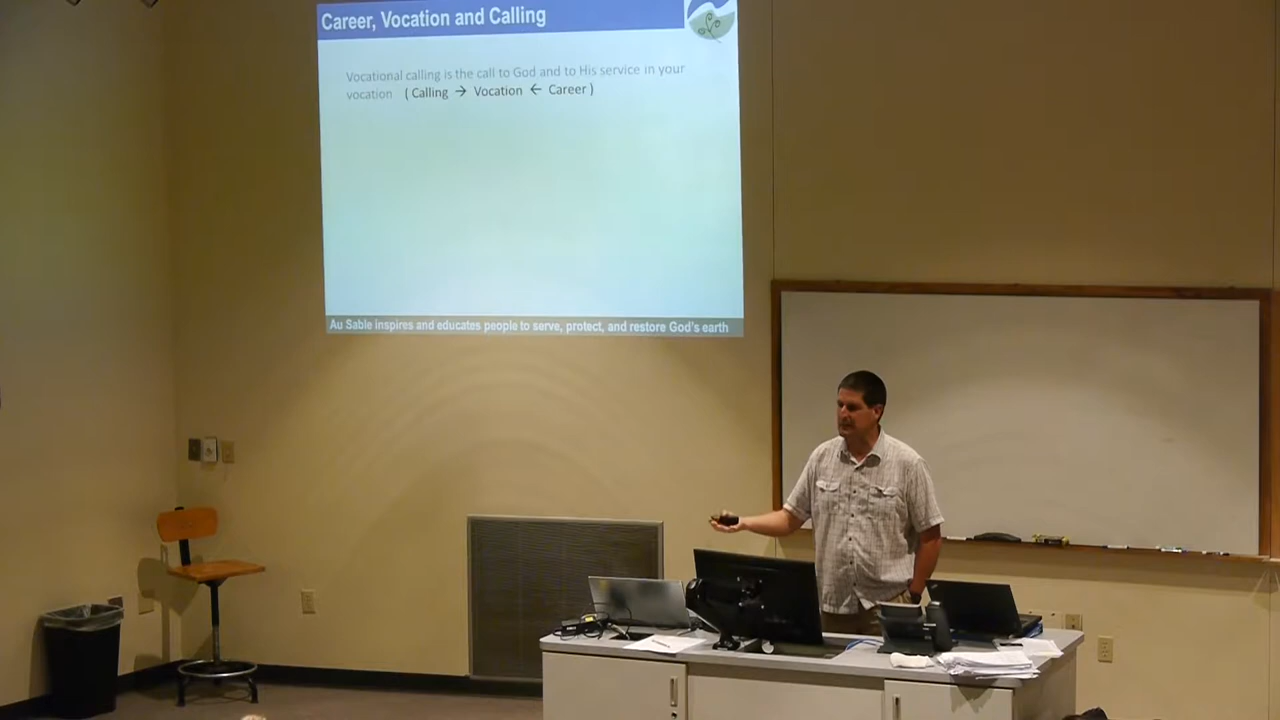 Career, Vocation and Calling
Vocational calling is the call to God and to His service in your
vocation ( Calling → Vocation ← Career )
Au Sable inspires and educates people to serve, protect, and restore God's earth